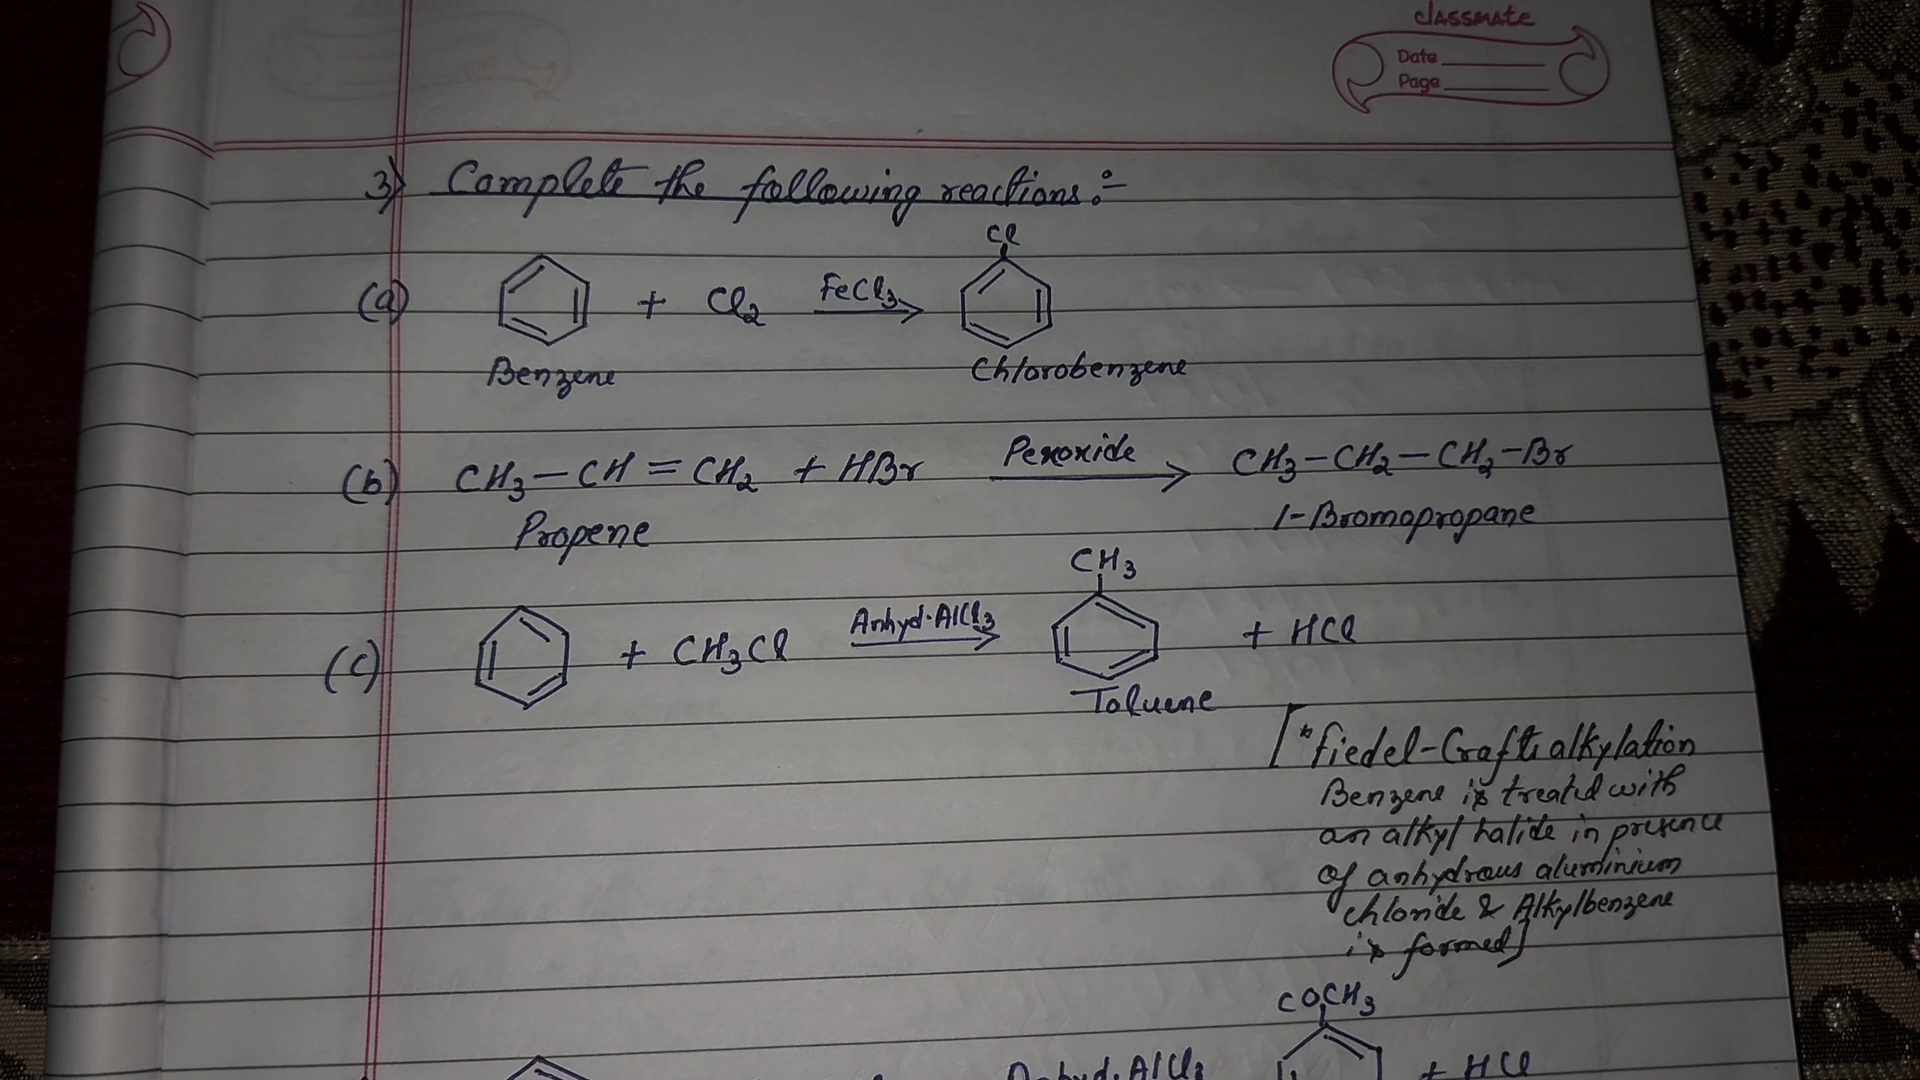 classmate
Date
Page
3) Complete the following reactions:-
Cl
(a) + Cl2 FeCl3
Benzene Chlorobenzene
(b) CH3-CH=CH2 + HBr Peroxide CH3-CH2-CH2-Br
Propene 1-Bromopropane
CH3
(c) + CH3Cl Anhyd. AlCl3 + HCl
Toluene
[*fiedel-Crafts alkylation
Benzene is treated with
an alkyl halide in presence
of anhydrous aluminium
chloride & Alkylbenzene
is formed]
COCH3
Anhyd. AlCl3 + HCl